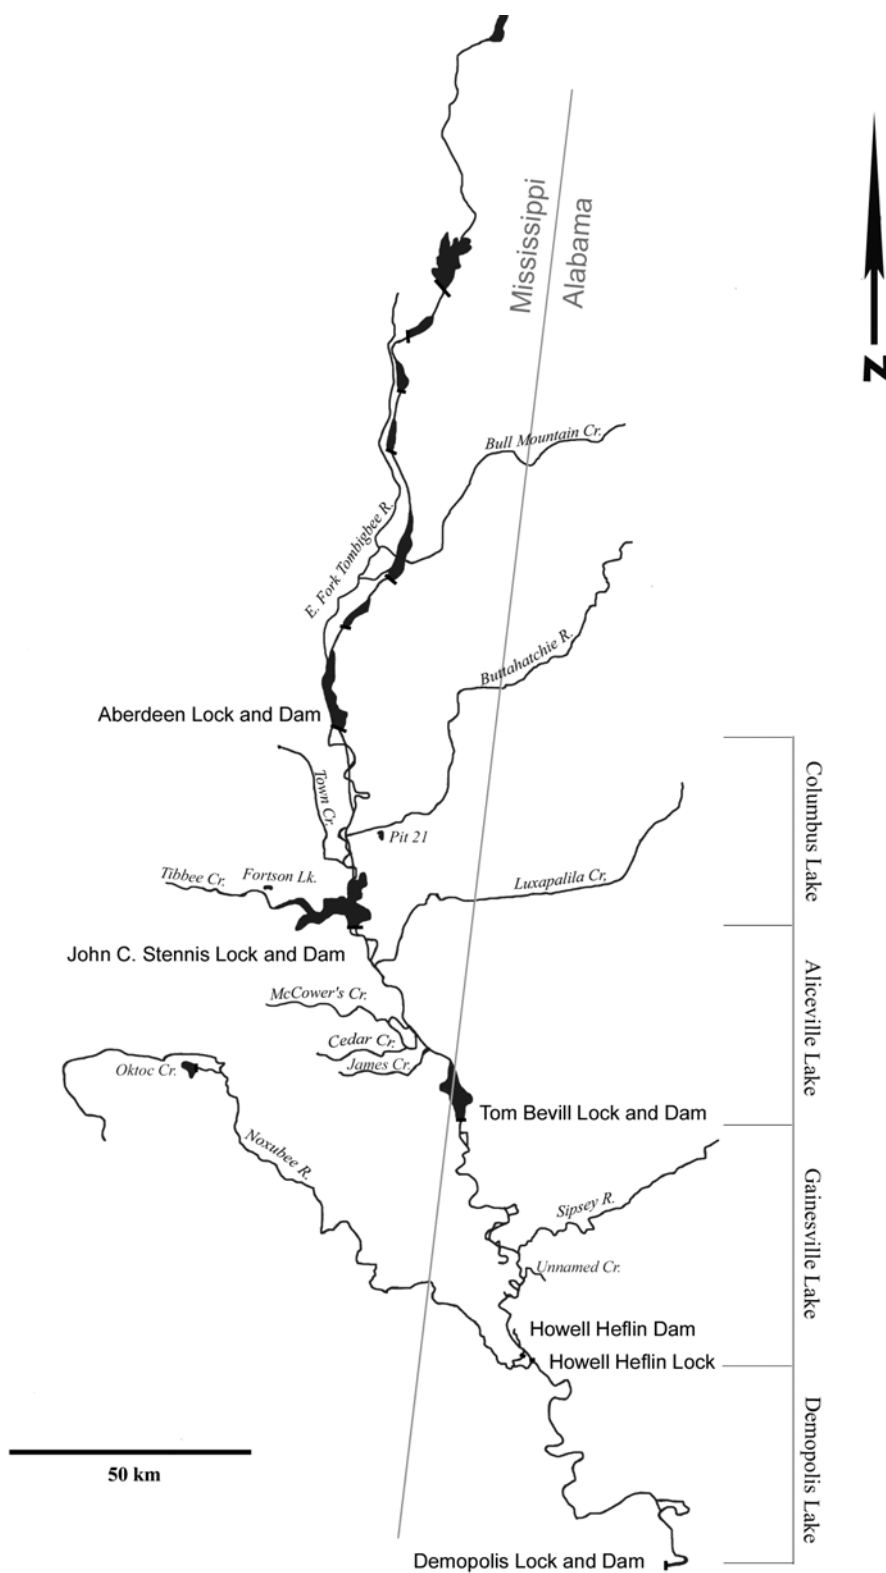 Mississippi
Alabama
N
Bull Mountain Cr.
E. Fork Tombigbee R.
Buttahatchie R.
Aberdeen Lock and Dam
Town Cr.
Columbus Lake
Pit 21
Tibbee Cr.
Fortson Lk.
Luxapalila Cr.
John C. Stennis Lock and Dam
McCower's Cr.
Aliceville Lake
Cedar Cr.
James Cr.
Oktoc Cr.
Tom Bevill Lock and Dam
Noxubee R.
Sipsey R.
Gainesville Lake
Unnamed Cr.
Howell Heflin Dam
Howell Heflin Lock
Demopolis Lake
50 km
Demopolis Lock and Dam